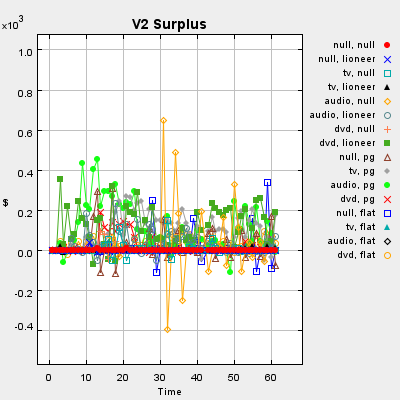 V2 Surplus
×10³
1.0
0.8
0.6
0.4
$
0.2
0.0
-0.2
-0.4
0
10
20
30
40
50
60
Time
null, null
null, lioneer
tv, null
tv, lioneer
audio, null
audio, lioneer
dvd, null
dvd, lioneer
null, pg
tv, pg
audio, pg
dvd, pg
null, flat
tv, flat
audio, flat
dvd, flat